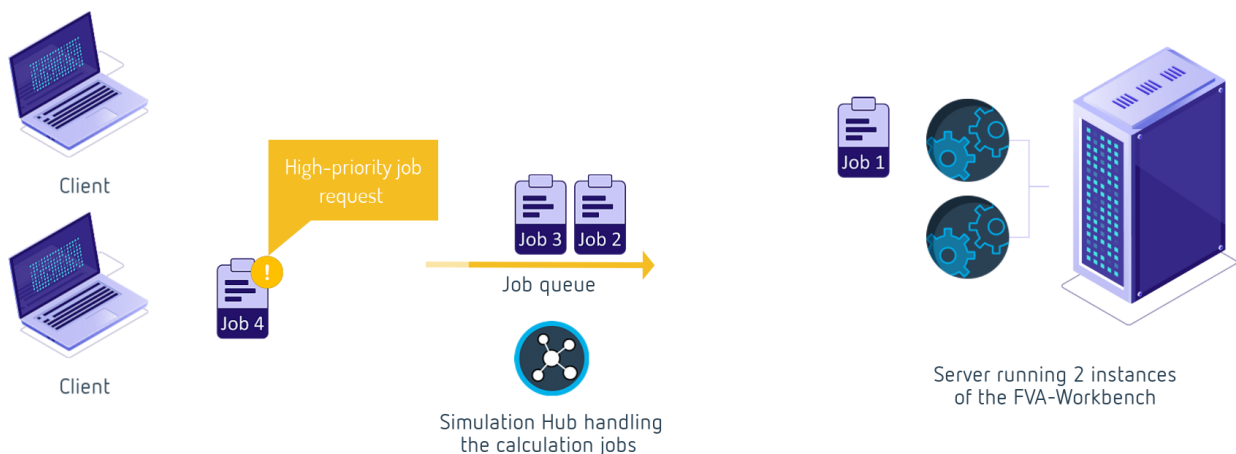 Client
High-priority job
request
Job 4
Client
Job 3
Job 2
Job queue
Simulation Hub handling
the calculation jobs
Job 1
Server running 2 instances
of the FVA-Workbench
!